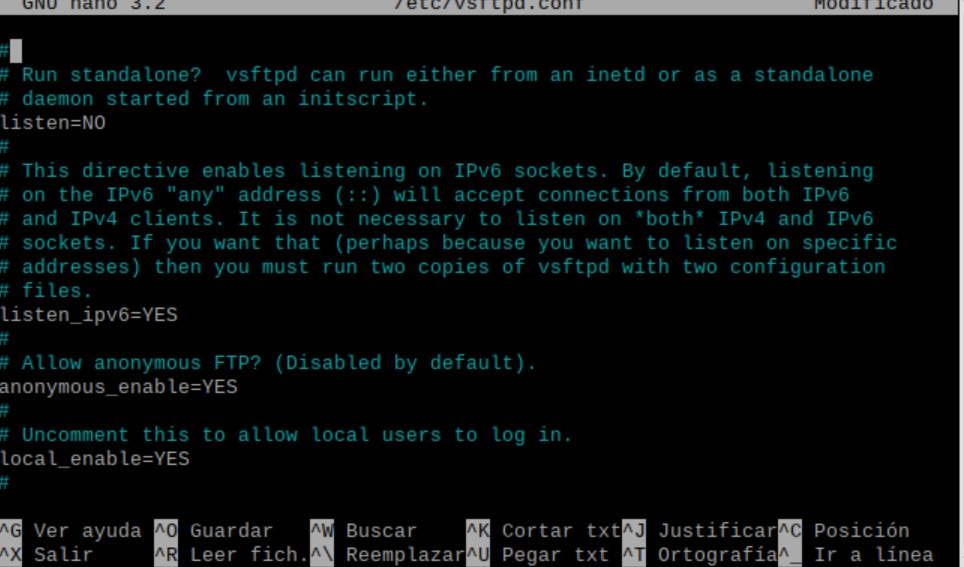 GNU nano 3.2 /etc/vsftpd.conf Modificado
#
# Run standalone?  vsftpd can run either from an inetd or as a standalone
# daemon started from an initscript.
listen=NO
#
# This directive enables listening on IPv6 sockets. By default, listening
# on the IPv6 "any" address (::) will accept connections from both IPv6
# and IPv4 clients. It is not necessary to listen on *both* IPv4 and IPv6
# sockets. If you want that (perhaps because you want to listen on specific
# addresses) then you must run two copies of vsftpd with two configuration
# files.
listen_ipv6=YES
#
# Allow anonymous FTP? (Disabled by default).
anonymous_enable=YES
#
# Uncomment this to allow local users to log in.
local_enable=YES
#
^G Ver ayuda ^O Guardar ^W Buscar ^K Cortar txt ^J Justificar ^C Posición
^X Salir ^R Leer fich. ^\ Reemplazar ^U Pegar txt ^T Ortografía ^_ Ir a línea